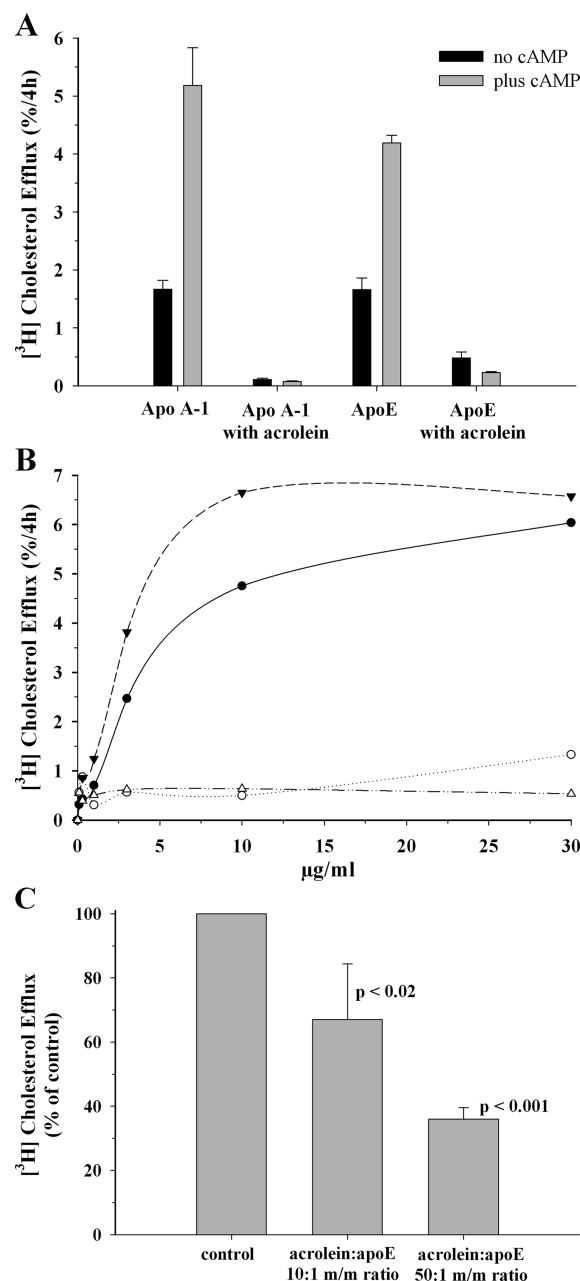 A
[³H] Cholesterol Efflux (%/4h)
6
5
4
3
2
1
0
no cAMP
plus cAMP
Apo A-1
Apo A-1
with acrolein
ApoE
ApoE
with acrolein
B
[³H] Cholesterol Efflux (%/4h)
7
6
5
4
3
2
1
0
0
5
10
15
20
25
30
µg/ml
C
[³H] Cholesterol Efflux
(% of control)
100
80
60
40
20
0
p < 0.02
p < 0.001
control
acrolein:apoE
10:1 m/m ratio
acrolein:apoE
50:1 m/m ratio